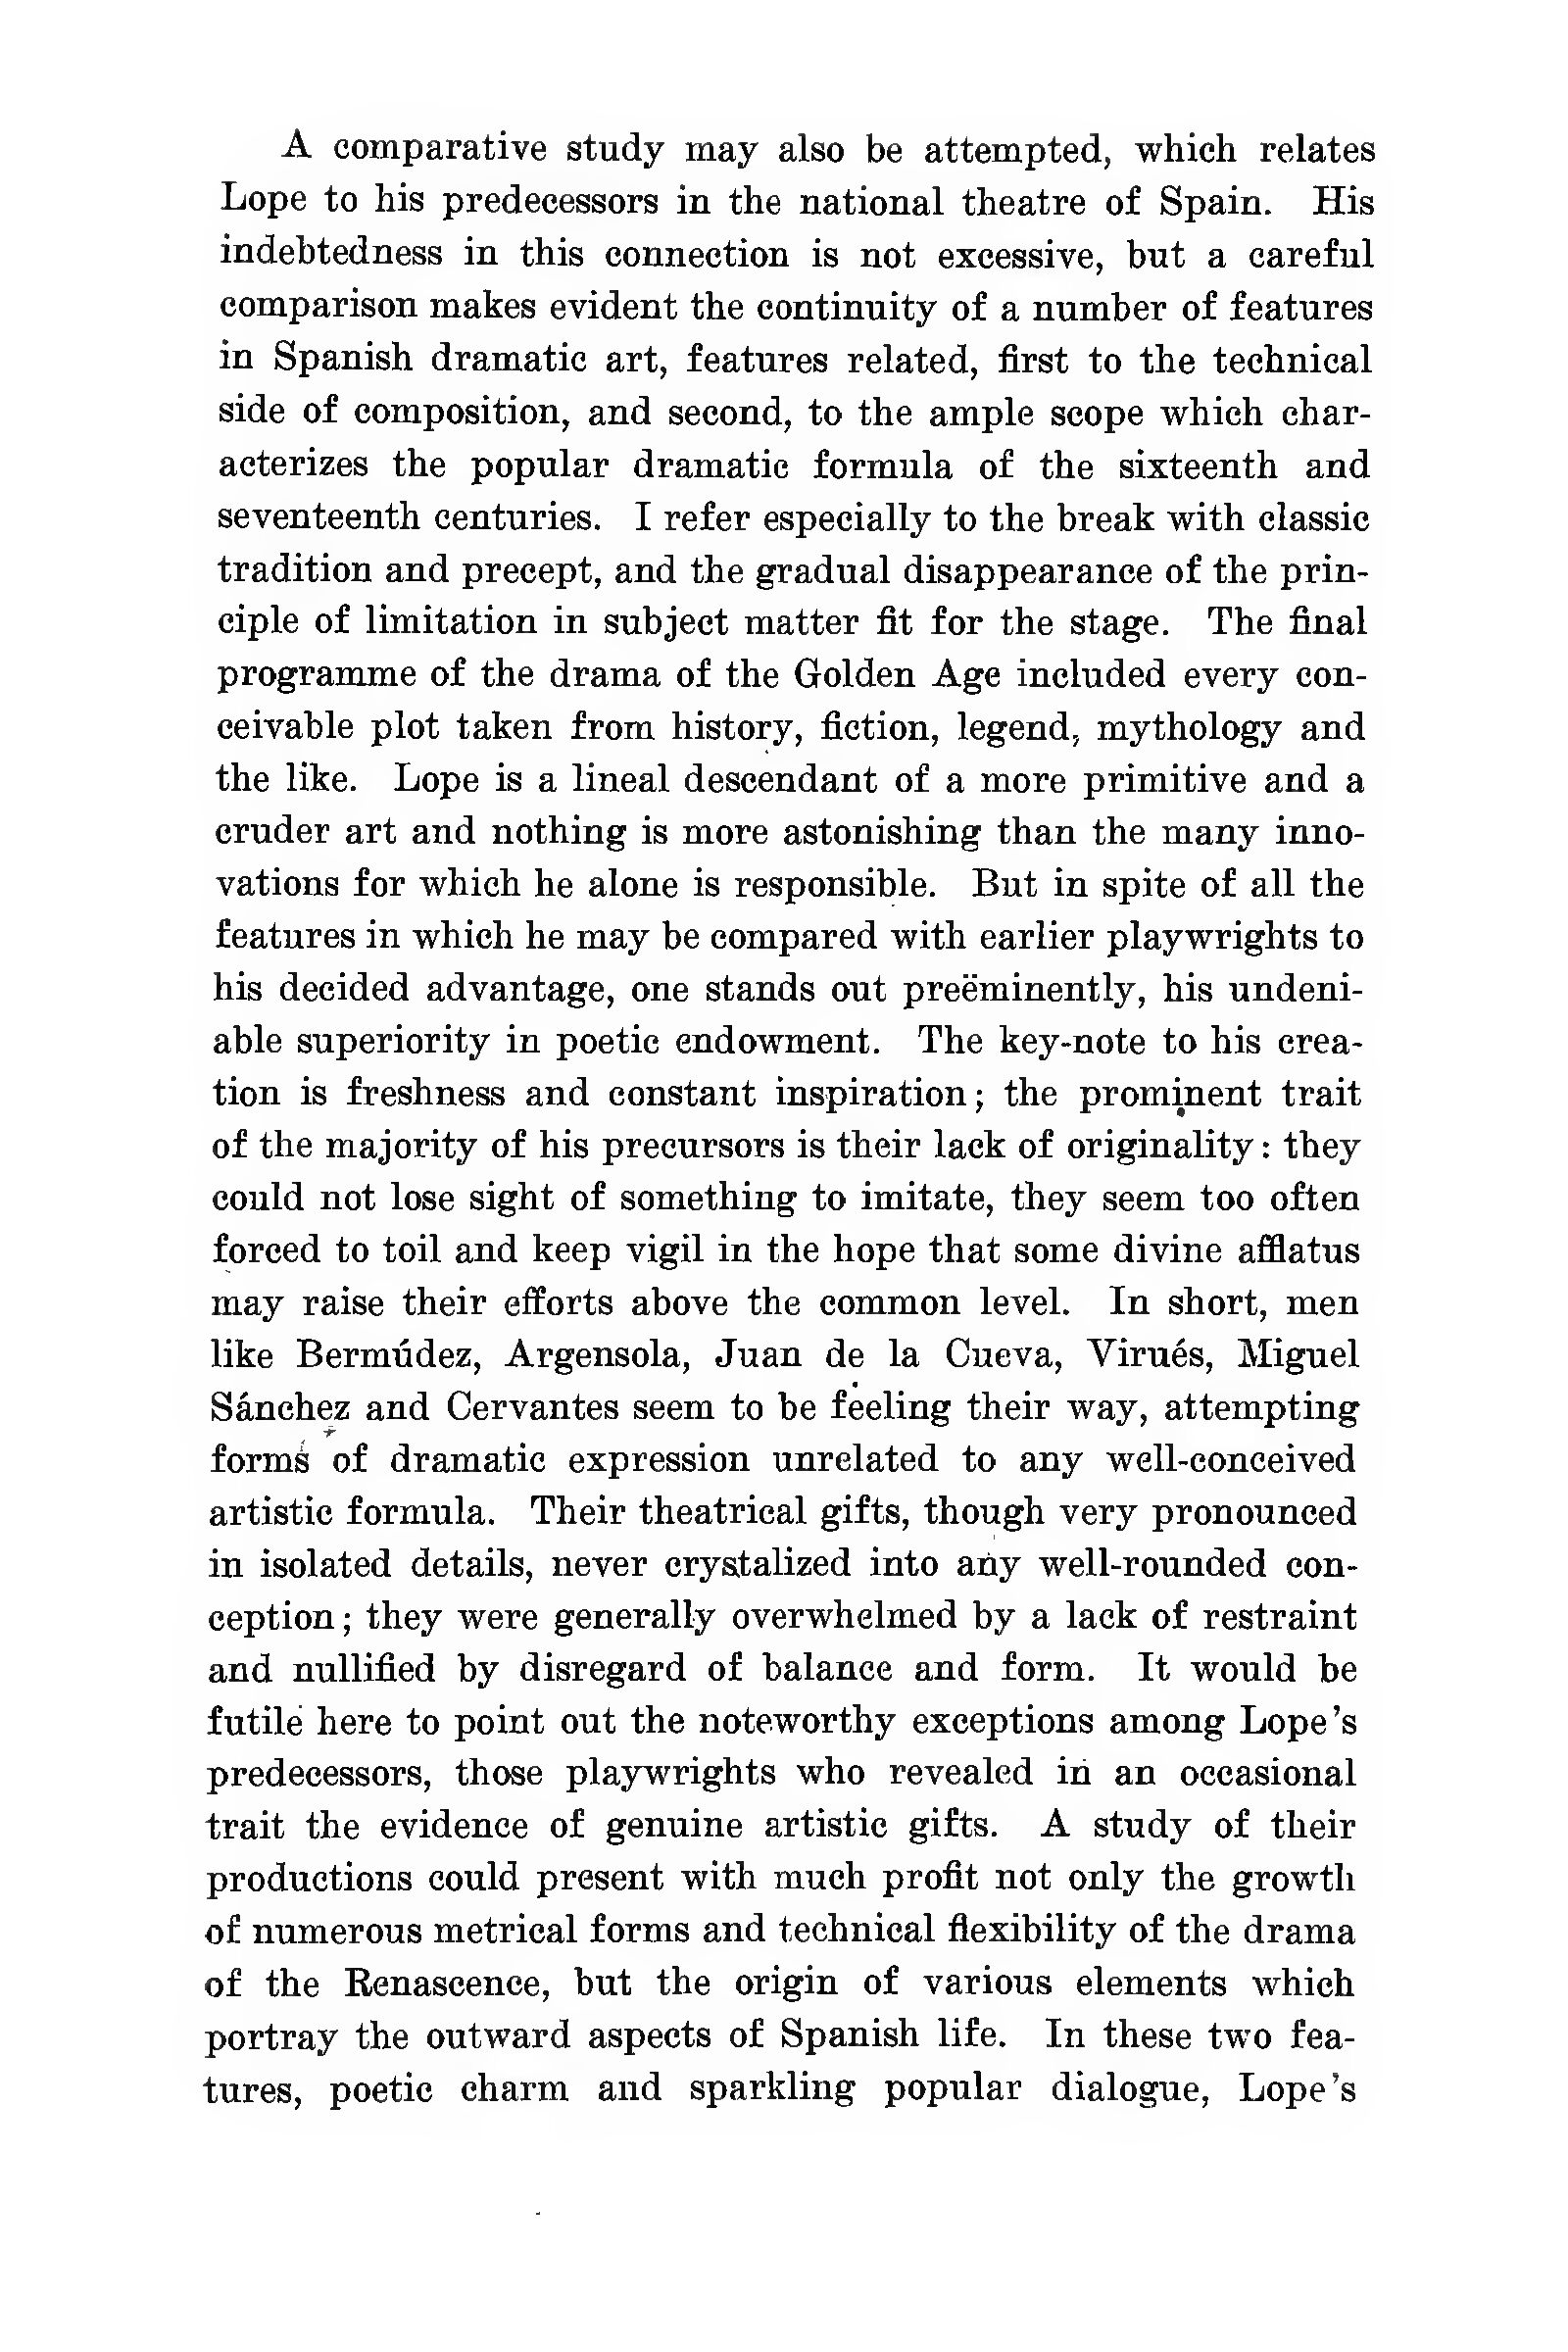 A comparative study may also be attempted, which relates
Lope to his predecessors in the national theatre of Spain. His
indebtedness in this connection is not excessive, but a careful
comparison makes evident the continuity of a number of features
in Spanish dramatic art, features related, first to the technical
side of composition, and second, to the ample scope which char-
acterizes the popular dramatic formula of the sixteenth and
seventeenth centuries. I refer especially to the break with classic
tradition and precept, and the gradual disappearance of the prin-
ciple of limitation in subject matter fit for the stage. The final
programme of the drama of the Golden Age included every con-
ceivable plot taken from history, fiction, legend, mythology and
the like. Lope is a lineal descendant of a more primitive and a
cruder art and nothing is more astonishing than the many inno-
vations for which he alone is responsible. But in spite of all the
features in which he may be compared with earlier playwrights to
his decided advantage, one stands out preëminently, his undeni-
able superiority in poetic endowment. The key-note to his crea-
tion is freshness and constant inspiration; the prominent trait
of the majority of his precursors is their lack of originality: they
could not lose sight of something to imitate, they seem too often
forced to toil and keep vigil in the hope that some divine afflatus
may raise their efforts above the common level. In short, men
like Bermúdez, Argensola, Juan de la Cueva, Virués, Miguel
Sánchez and Cervantes seem to be feeling their way, attempting
forms of dramatic expression unrelated to any well-conceived
artistic formula. Their theatrical gifts, though very pronounced
in isolated details, never crystalized into any well-rounded con-
ception; they were generally overwhelmed by a lack of restraint
and nullified by disregard of balance and form. It would be
futile here to point out the noteworthy exceptions among Lope's
predecessors, those playwrights who revealed in an occasional
trait the evidence of genuine artistic gifts. A study of their
productions could present with much profit not only the growth
of numerous metrical forms and technical flexibility of the drama
of the Renascence, but the origin of various elements which
portray the outward aspects of Spanish life. In these two fea-
tures, poetic charm and sparkling popular dialogue, Lope's